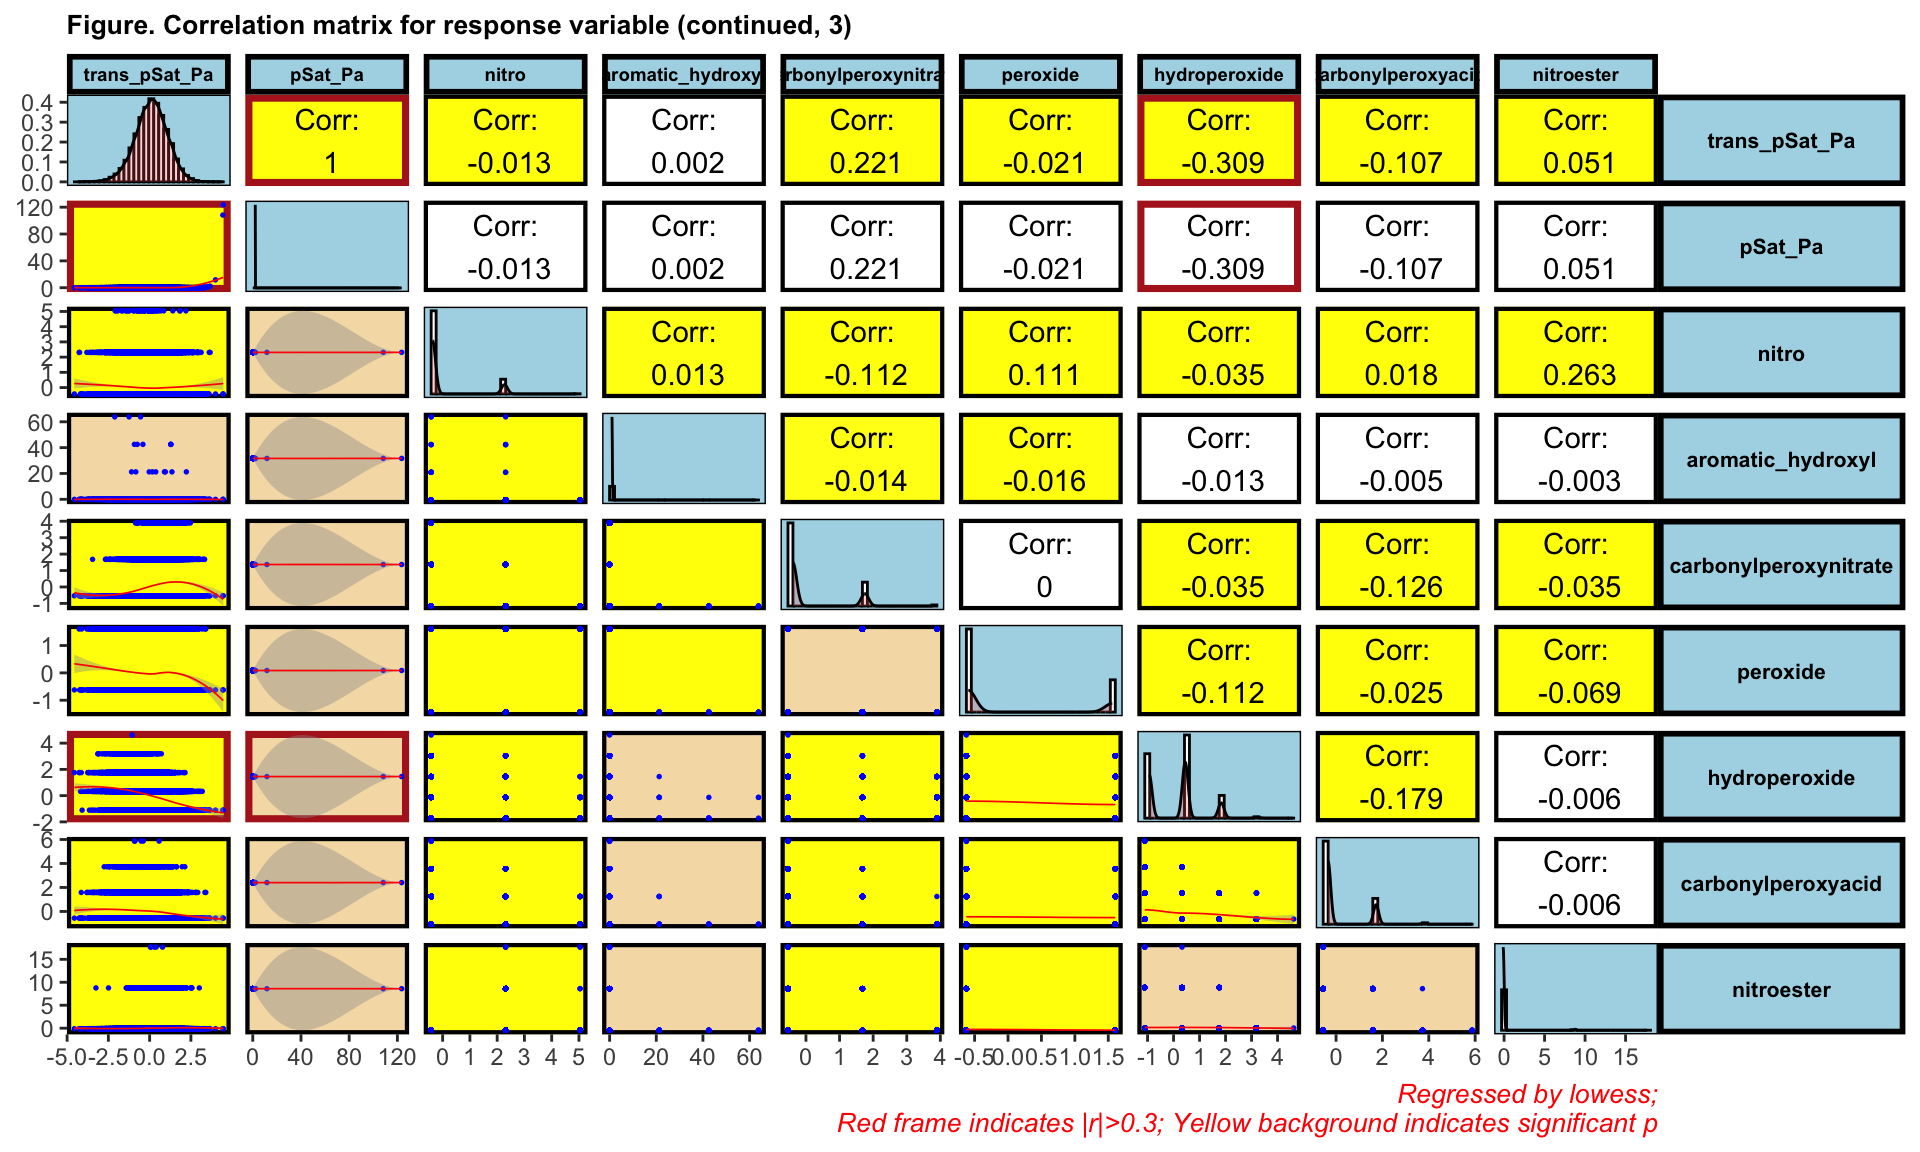 Figure. Correlation matrix for response variable (continued, 3)
trans_pSat_Pa pSat_Pa nitro aromatic_hydroxy rbonylperoxynitra peroxide hydroperoxide arbonylperoxyaci nitroester
0.4
0.3
0.2
0.1
0.0
Corr: Corr: Corr: Corr: Corr: Corr: Corr: Corr:
1 -0.013 0.002 0.221 -0.021 -0.309 -0.107 0.051
trans_pSat_Pa
120
80
40
0
Corr: Corr: Corr: Corr: Corr: Corr: Corr:
-0.013 0.002 0.221 -0.021 -0.309 -0.107 0.051
pSat_Pa
5
4
3
2
1
0
Corr: Corr: Corr: Corr: Corr: Corr:
0.013 -0.112 0.111 -0.035 0.018 0.263
nitro
60
40
20
0
Corr: Corr: Corr: Corr: Corr:
-0.014 -0.016 -0.013 -0.005 -0.003
aromatic_hydroxyl
4
3
2
1
0
-1
Corr: Corr: Corr: Corr:
0 -0.035 -0.126 -0.035
carbonylperoxynitrate
1
0
-1
Corr: Corr: Corr:
-0.112 -0.025 -0.069
peroxide
4
2
0
-2
Corr: Corr:
-0.179 -0.006
hydroperoxide
6
4
2
0
Corr:
-0.006
carbonylperoxyacid
15
10
5
0
nitroester
-5.0 -2.5 0.0 2.5 0 40 80 120 0 1 2 3 4 5 0 20 40 60 0 1 2 3 4 -0.5 0.0 0.5 1.0 1.5 -1 0 1 2 3 4 0 2 4 6 0 5 10 15
Regressed by lowess;
Red frame indicates |r|>0.3; Yellow background indicates significant p